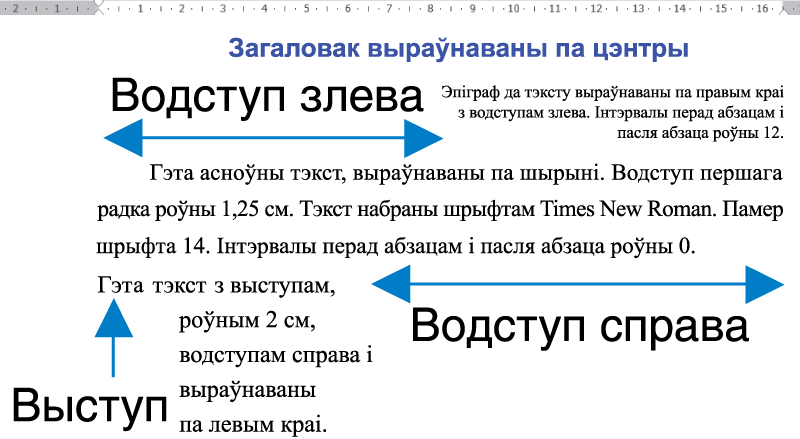 2 1 1 2 3 4 5 6 7 8 9 10 11 12 13 14 15 16
Загаловак выраўнаваны па цэнтры
Водступ злева
Эпіграф да тэксту выраўнаваны па правым краі
з водступам злева. Інтэрвалы перад абзацам і
пасля абзаца роўны 12.
Гэта асноўны тэкст, выраўнаваны па шырыні. Водступ першага
радка роўны 1,25 см. Тэкст набраны шрыфтам Times New Roman. Памер
шрыфта 14. Інтэрвалы перад абзацам і пасля абзаца роўны 0.
Гэта тэкст з выступам,
роўным 2 см,
водступам справа і
выраўнаваны
па левым краі.
Водступ справа
Выступ